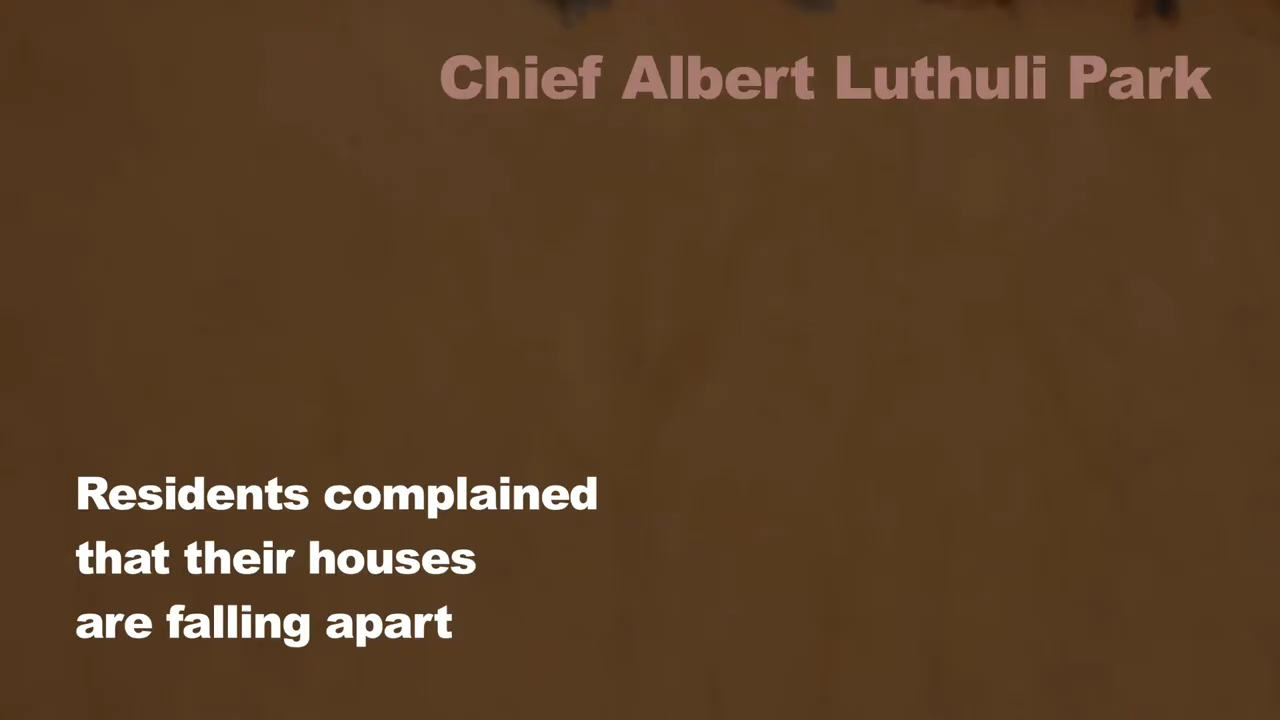 Chief Albert Luthuli Park
Residents complained
that their houses
are falling apart